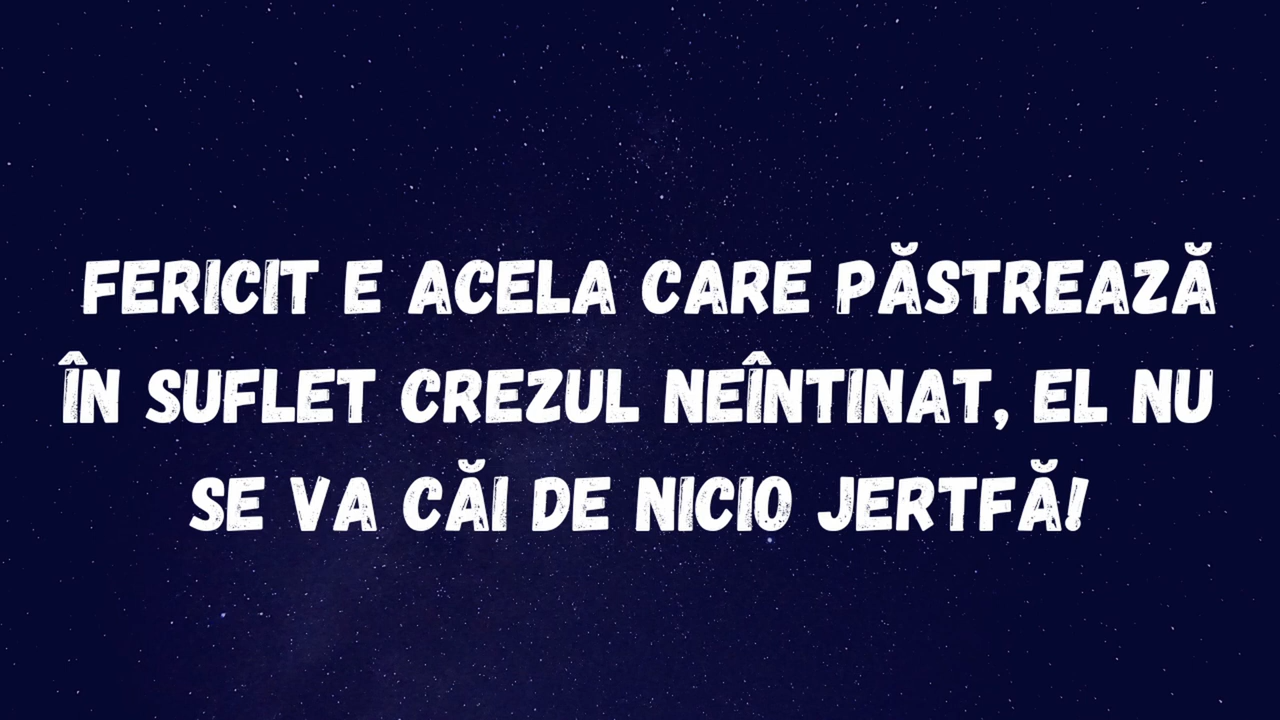 FERICIT E ACELA CARE PĂSTREAZĂ
ÎN SUFLET CREZUL NEÎNTINAT, EL NU
SE VA CĂI DE NICIO JERTFĂ!